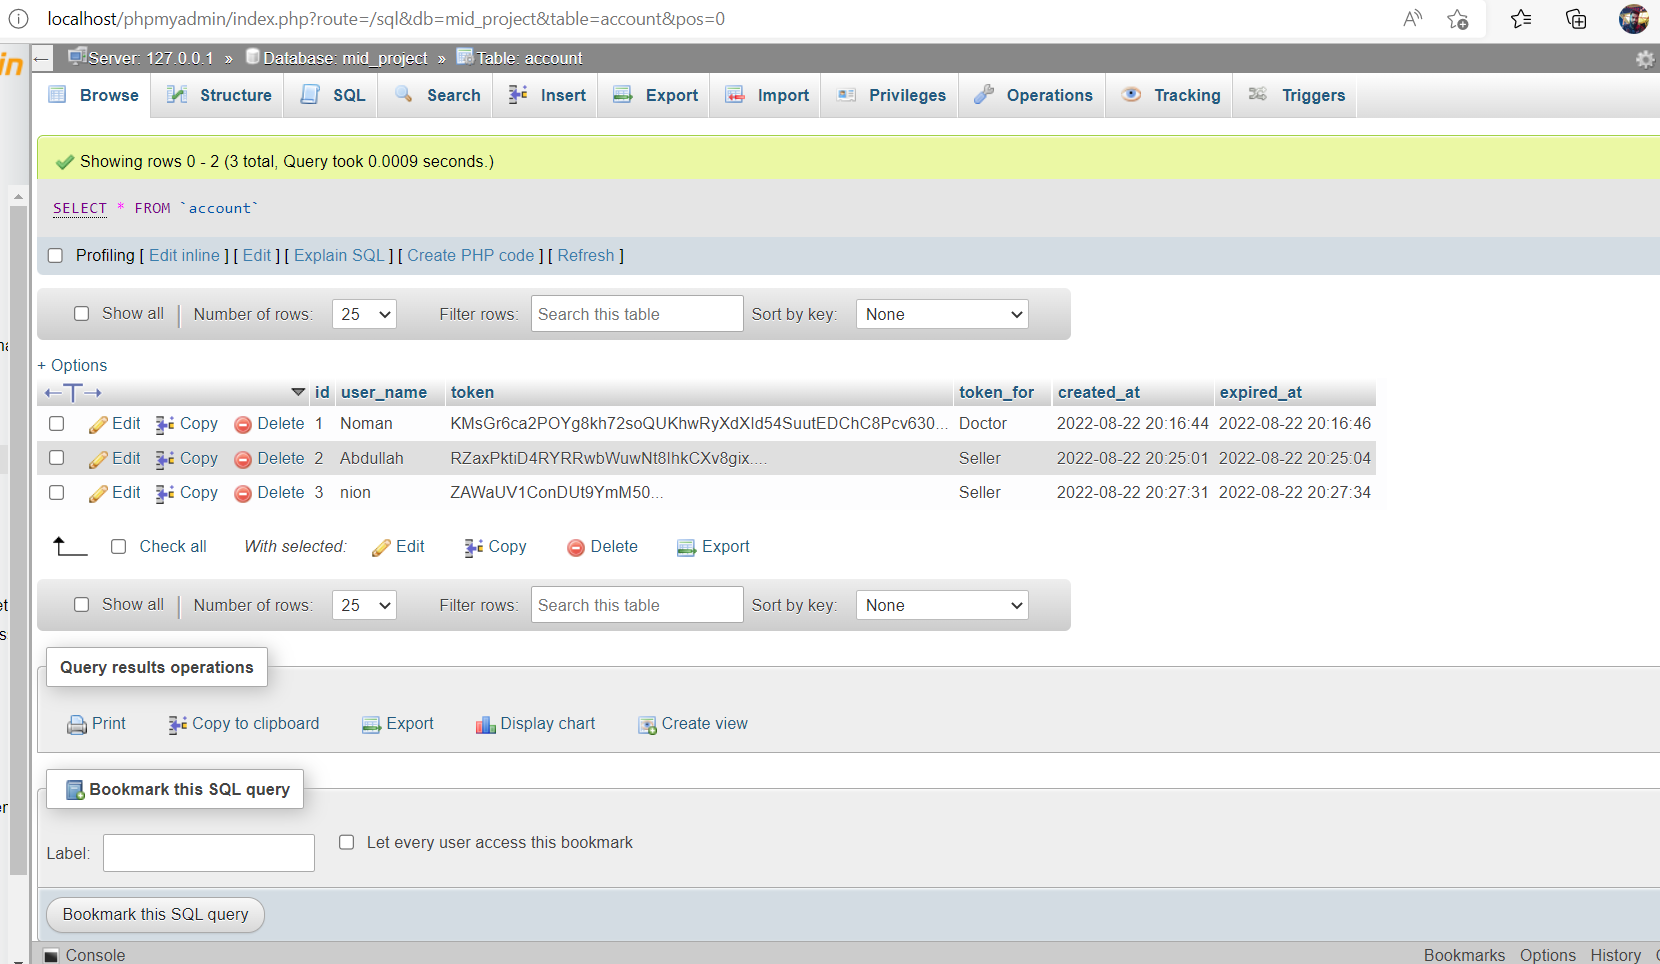 localhost/phpmyadmin/index.php?route=/sql&db=mid_project&table=account&pos=0
in
Server: 127.0.0.1 » Database: mid_project » Table: account
Browse Structure SQL Search Insert Export Import Privileges Operations Tracking Triggers
Showing rows 0 - 2 (3 total, Query took 0.0009 seconds.)
SELECT * FROM `account`
Profiling [ Edit inline ] [ Edit ] [ Explain SQL ] [ Create PHP code ] [ Refresh ]
Show all | Number of rows: 25 Filter rows: Search this table Sort by key: None
+ Options
←T→ id user_name token token_for created_at expired_at
Edit Copy Delete 1 Noman KMsGr6ca2POYg8kh72soQUKhwRyXdXId54SuutEDChC8Pcv630... Doctor 2022-08-22 20:16:44 2022-08-22 20:16:46
Edit Copy Delete 2 Abdullah RZaxPktiD4RYRRwbWuwNt8IhkCXv8gix.... Seller 2022-08-22 20:25:01 2022-08-22 20:25:04
Edit Copy Delete 3 nion ZAWaUV1ConDUt9YmM50... Seller 2022-08-22 20:27:31 2022-08-22 20:27:34
Check all With selected: Edit Copy Delete Export
Show all | Number of rows: 25 Filter rows: Search this table Sort by key: None
Query results operations
Print Copy to clipboard Export Display chart Create view
Bookmark this SQL query
Label: Let every user access this bookmark
Bookmark this SQL query
Console Bookmarks Options History